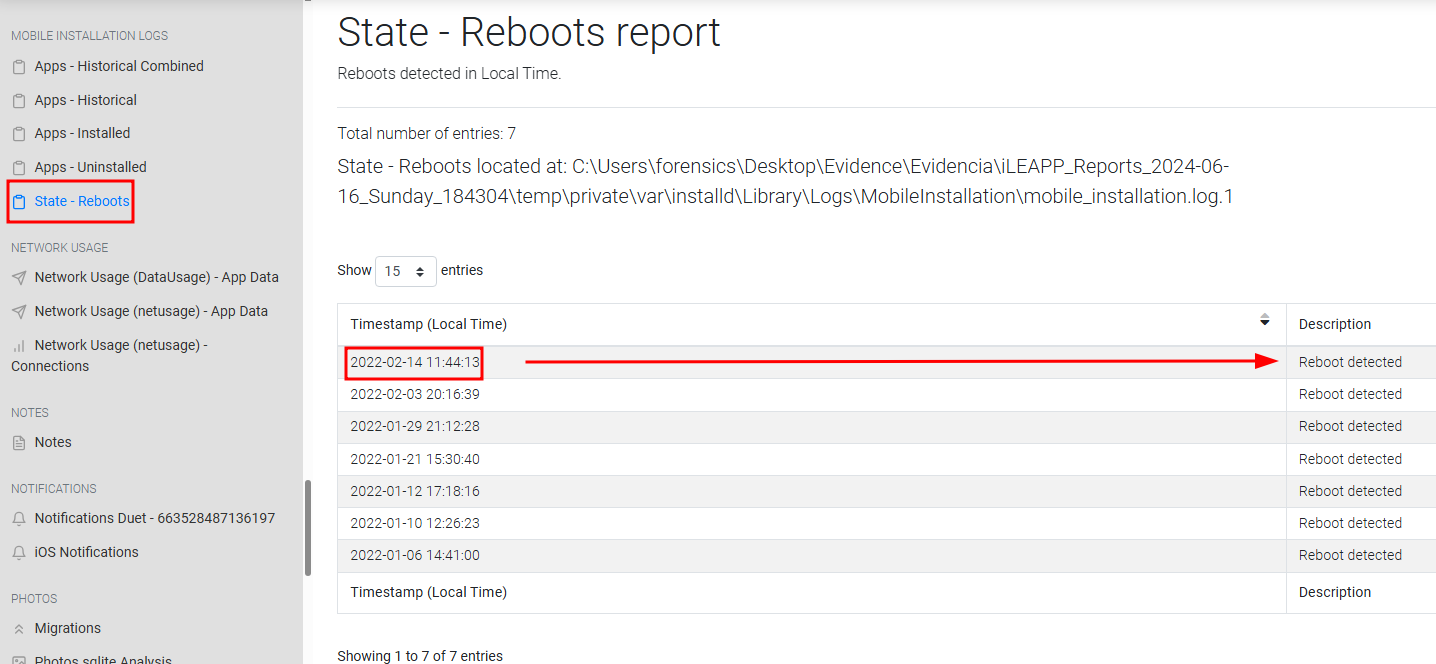 MOBILE INSTALLATION LOGS
Apps - Historical Combined
Apps - Historical
Apps - Installed
Apps - Uninstalled
State - Reboots
NETWORK USAGE
Network Usage (DataUsage) - App Data
Network Usage (netusage) - App Data
Network Usage (netusage) -
Connections
NOTES
Notes
NOTIFICATIONS
Notifications Duet - 663528487136197
iOS Notifications
PHOTOS
Migrations
Photos.sqlite Analysis
State - Reboots report
Reboots detected in Local Time.
Total number of entries: 7
State - Reboots located at: C:\Users\forensics\Desktop\Evidence\Evidencia\iLEAPP_Reports_2024-06-
16_Sunday_184304\temp\private\var\installd\Library\Logs\MobileInstallation\mobile_installation.log.1
Show 15 entries
Timestamp (Local Time) Description
2022-02-14 11:44:13 Reboot detected
2022-02-03 20:16:39 Reboot detected
2022-01-29 21:12:28 Reboot detected
2022-01-21 15:30:40 Reboot detected
2022-01-12 17:18:16 Reboot detected
2022-01-10 12:26:23 Reboot detected
2022-01-06 14:41:00 Reboot detected
Timestamp (Local Time) Description
Showing 1 to 7 of 7 entries